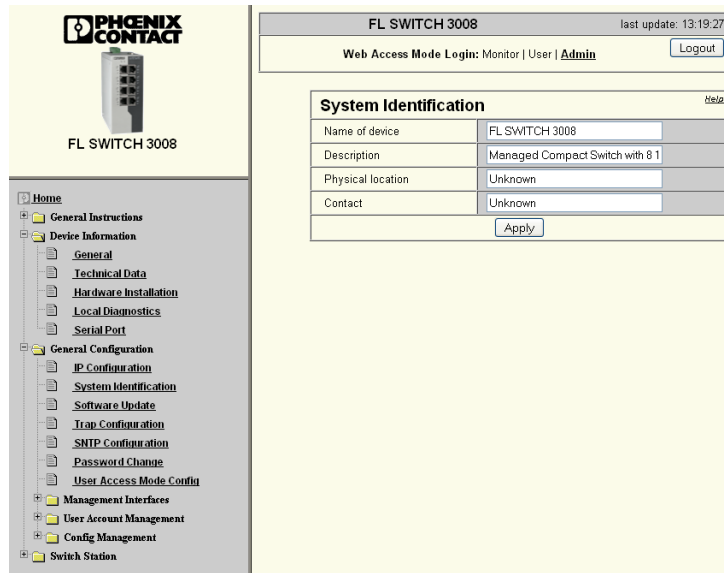 PHŒNIX
CONTACT
FL SWITCH 3008
Home
General Instructions
Device Information
General
Technical Data
Hardware Installation
Local Diagnostics
Serial Port
General Configuration
IP Configuration
System Identification
Software Update
Trap Configuration
SNTP Configuration
Password Change
User Access Mode Config
Management Interfaces
User Account Management
Config Management
Switch Station
FL SWITCH 3008 last update: 13:19:27
Web Access Mode Login: Monitor | User | Admin Logout
System Identification Help
Name of device FL SWITCH 3008
Description Managed Compact Switch with 8 1
Physical location Unknown
Contact Unknown
Apply